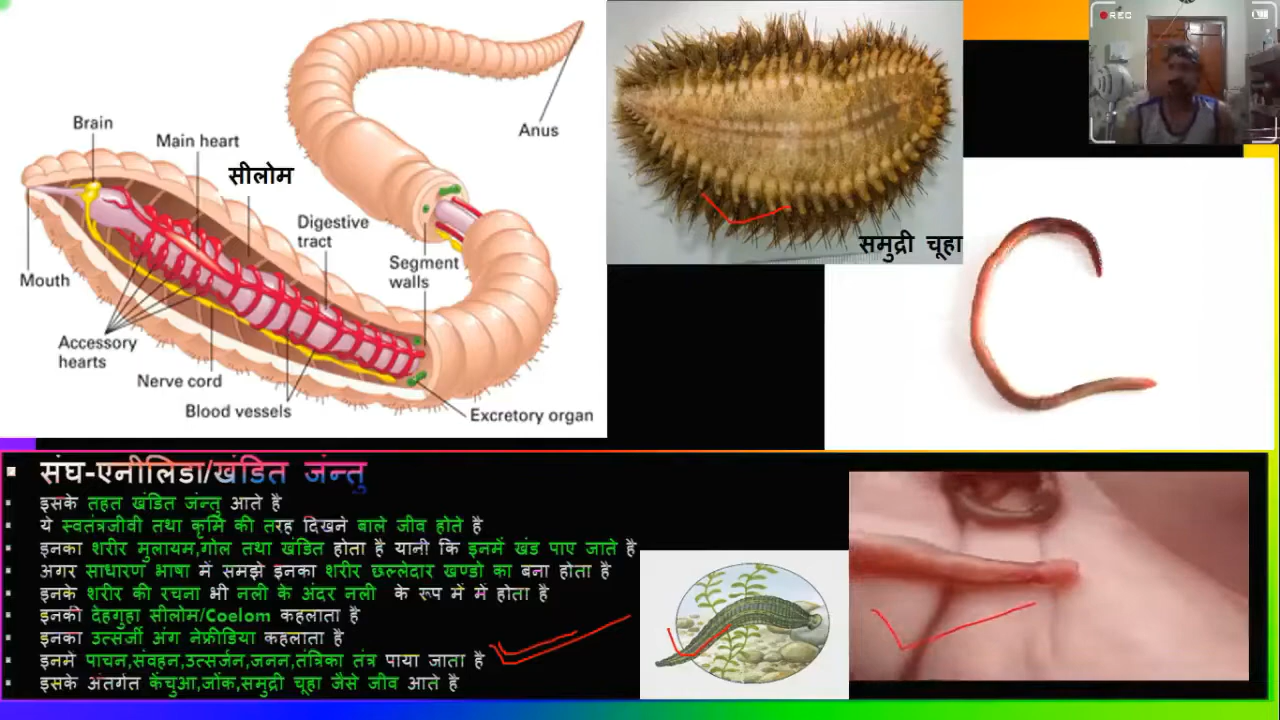 REC
Brain
Main heart
सीलोम
Digestive
tract
Anus
Segment
walls
Mouth
Accessory
hearts
Nerve cord
Blood vessels
Excretory organ
समुद्री चूहा
▪ संघ-एनीलिडा/खंडित जंन्तु
▪ इसके तहत खंडित जंन्तु आते है
▪ ये स्वतंत्रजीवी तथा कृमि की तरह दिखने बाले जीव होते है
▪ इनका शरीर मुलायम,गोल तथा खंडित होता है यानी कि इनमें खंड पाए जाते है
▪ अगर साधारण भाषा में समझे इनका शरीर छल्लेदार खण्डो का बना होता है
▪ इनके शरीर की रचना भी नली के अंदर नली के रूप में में होता है
▪ इनकी देहगुहा सीलोम/Coelom कहलाता है
▪ इनका उत्सर्जी अंग नेफ्रीडिया कहलाता है
▪ इनमें पाचन,संवहन,उत्सर्जन,जनन,तंत्रिका तंत्र पाया जाता है
▪ इसके अंतर्गत केंचुआ,जोंक,समुद्री चूहा जैसे जीव आते है